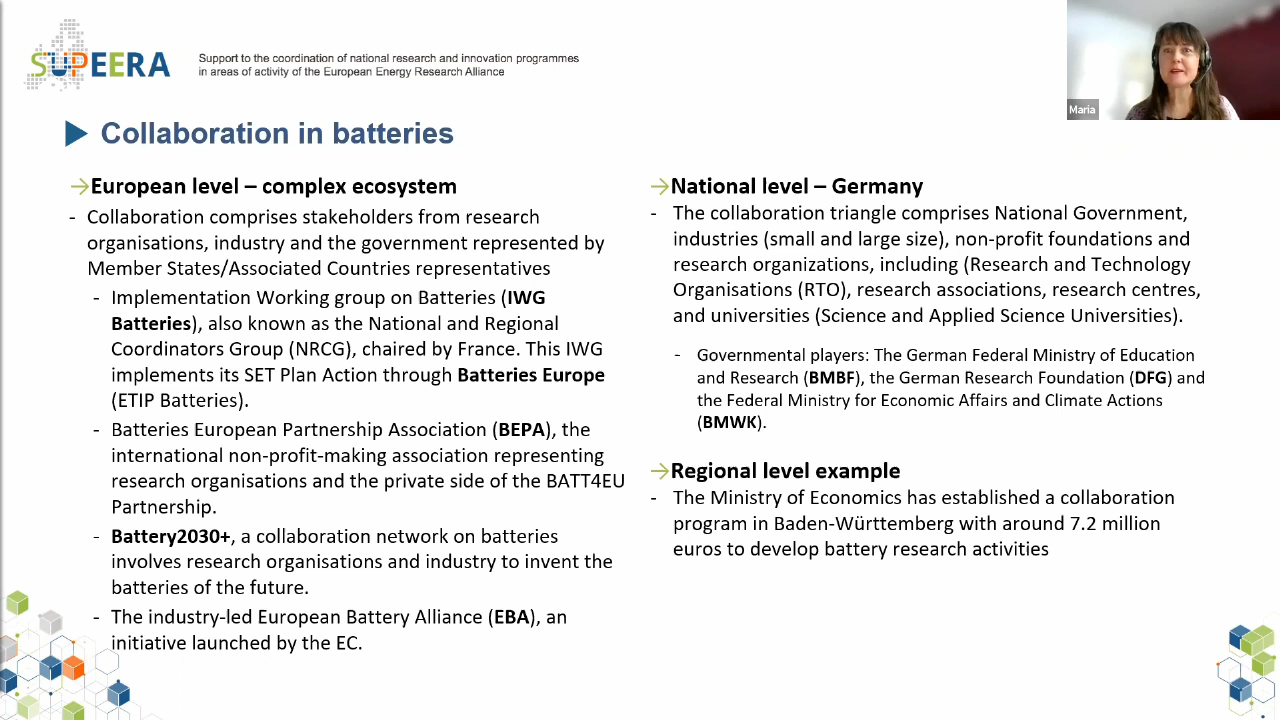 SUPEERA
Support to the coordination of national research and innovation programmes
in areas of activity of the European Energy Research Alliance
Maria
Collaboration in batteries
→European level – complex ecosystem
- Collaboration comprises stakeholders from research
organisations, industry and the government represented by
Member States/Associated Countries representatives
- Implementation Working group on Batteries (IWG
Batteries), also known as the National and Regional
Coordinators Group (NRCG), chaired by France. This IWG
implements its SET Plan Action through Batteries Europe
(ETIP Batteries).
- Batteries European Partnership Association (BEPA), the
international non-profit-making association representing
research organisations and the private side of the BATT4EU
Partnership.
- Battery2030+, a collaboration network on batteries
involves research organisations and industry to invent the
batteries of the future.
- The industry-led European Battery Alliance (EBA), an
initiative launched by the EC.
→National level – Germany
- The collaboration triangle comprises National Government,
industries (small and large size), non-profit foundations and
research organizations, including (Research and Technology
Organisations (RTO), research associations, research centres,
and universities (Science and Applied Science Universities).
- Governmental players: The German Federal Ministry of Education
and Research (BMBF), the German Research Foundation (DFG) and
the Federal Ministry for Economic Affairs and Climate Actions
(BMWK).
→Regional level example
- The Ministry of Economics has established a collaboration
program in Baden-Württemberg with around 7.2 million
euros to develop battery research activities